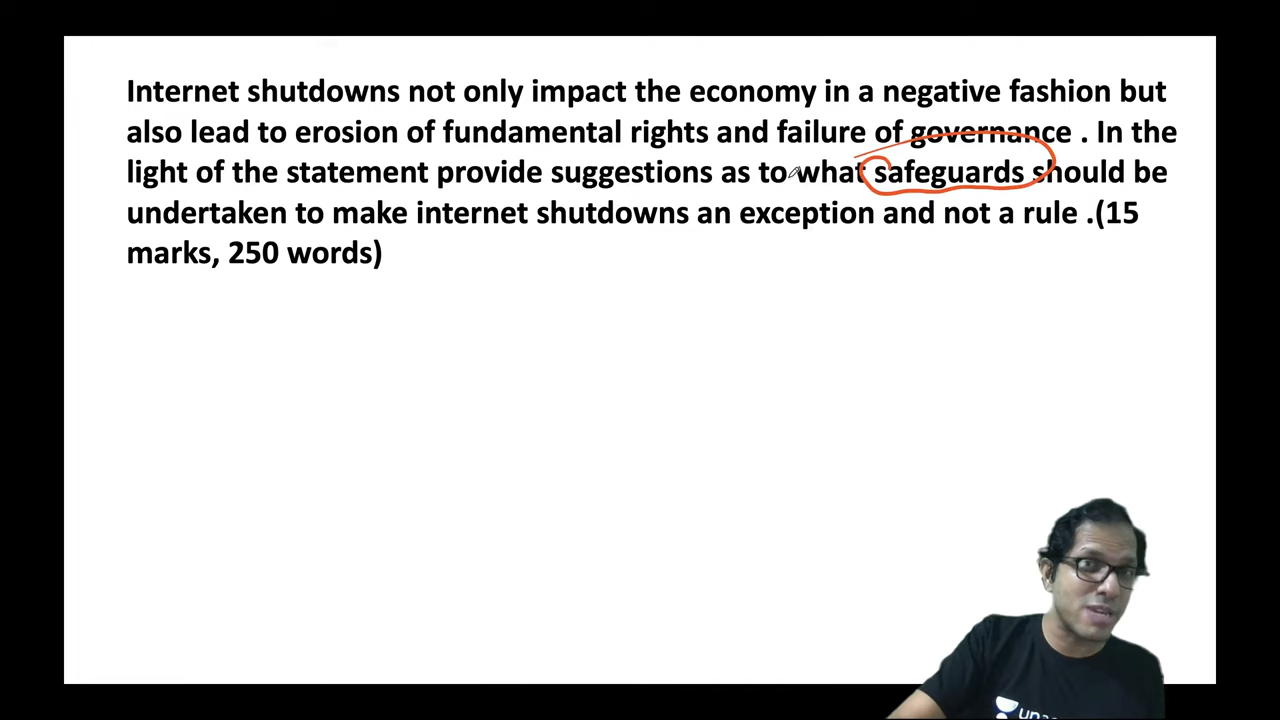 Internet shutdowns not only impact the economy in a negative fashion but
also lead to erosion of fundamental rights and failure of governance . In the
light of the statement provide suggestions as to what safeguards should be
undertaken to make internet shutdowns an exception and not a rule .(15
marks, 250 words)